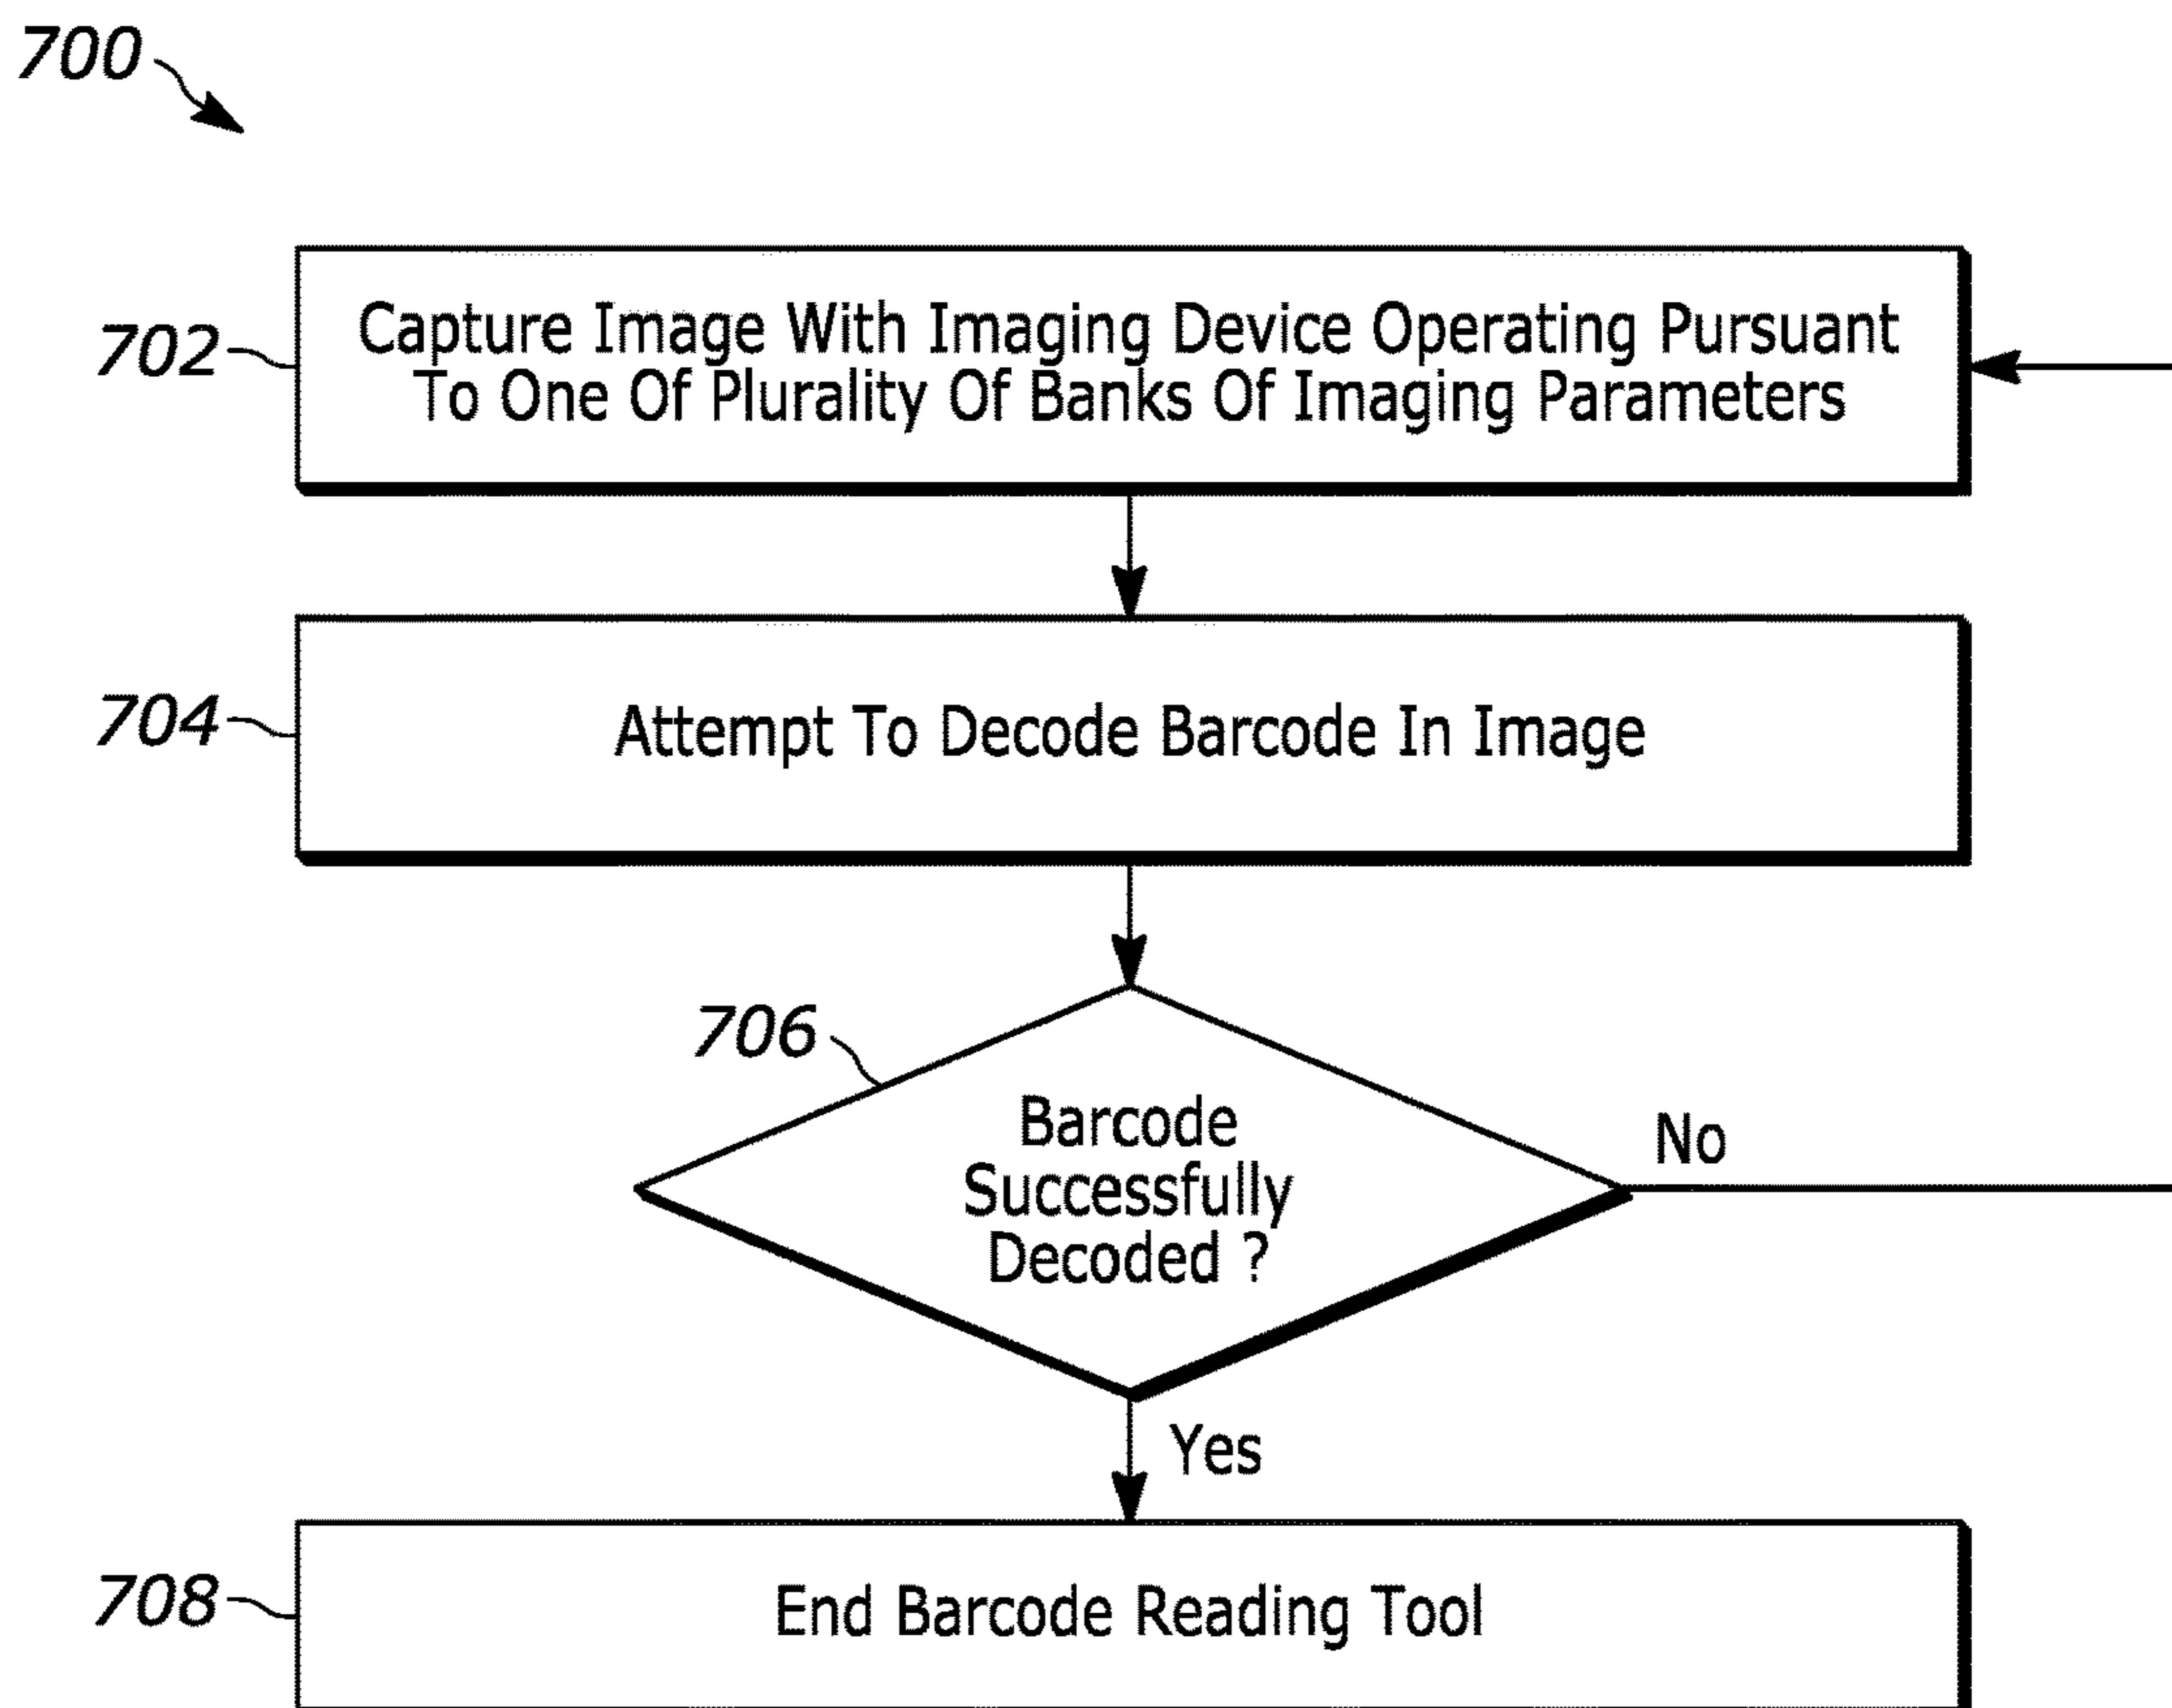 700
702
Capture Image With Imaging Device Operating Pursuant
To One Of Plurality Of Banks Of Imaging Parameters
704
Attempt To Decode Barcode In Image
706
Barcode
Successfully
Decoded ?
No
Yes
708
End Barcode Reading Tool